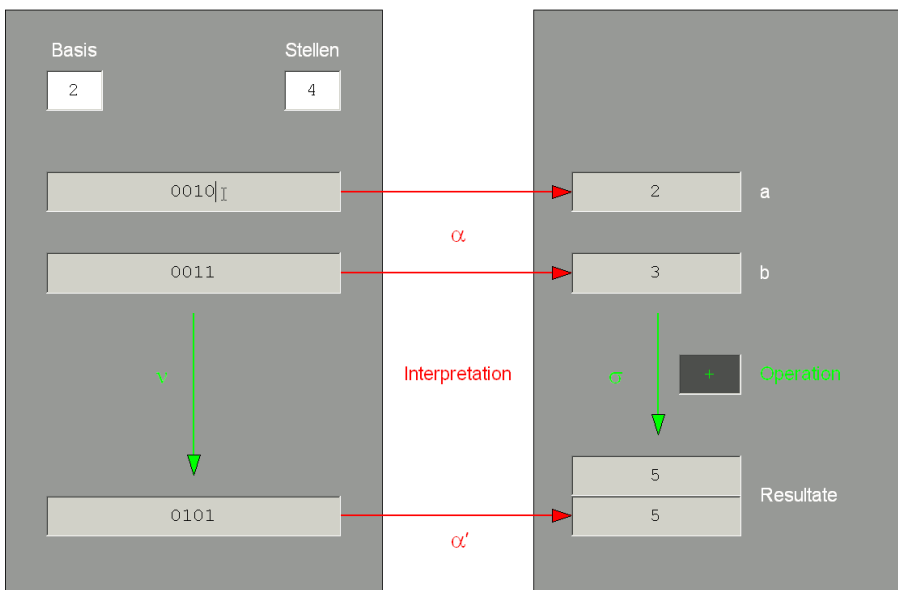 Basis Stellen
2 4
0010 2 a
α
0011 3 b
ν Interpretation σ + Operation
5
Resultate
0101 5
α′